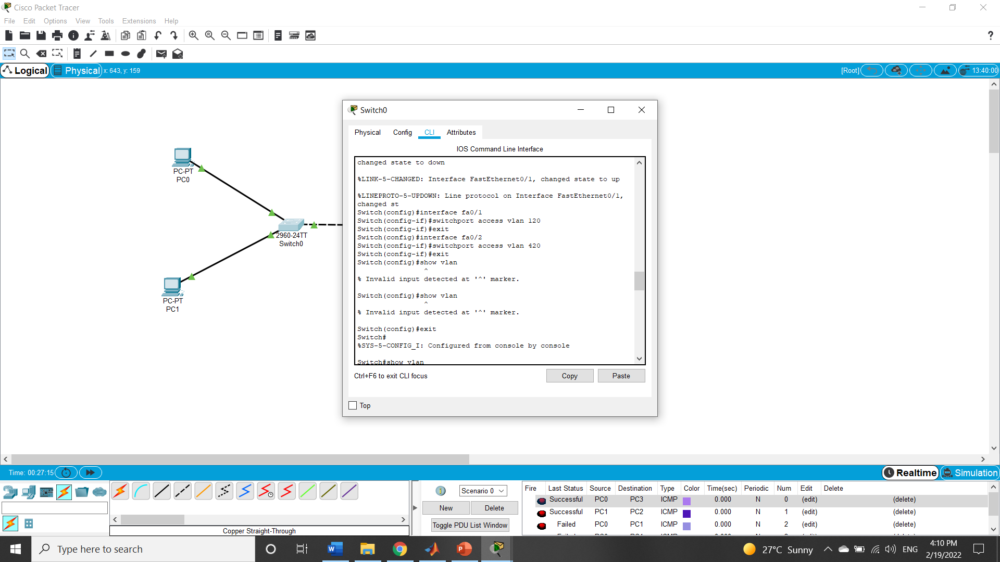 Cisco Packet Tracer
File Edit Options View Tools Extensions Help
?
Logical Physical x: 643, y: 159 [Root] 13:40:00
Switch0
Physical Config CLI Attributes
IOS Command Line Interface
changed state to down
%LINK-5-CHANGED: Interface FastEthernet0/1, changed state to up
%LINEPROTO-5-UPDOWN: Line protocol on Interface FastEthernet0/1,
changed st
Switch(config)#interface fa0/1
Switch(config-if)#switchport access vlan 120
Switch(config-if)#exit
Switch(config)#interface fa0/2
Switch(config-if)#switchport access vlan 420
Switch(config-if)#exit
Switch(config)#show vlan
^
% Invalid input detected at '^' marker.
Switch(config)#show vlan
^
% Invalid input detected at '^' marker.
Switch(config)#exit
Switch#
%SYS-5-CONFIG_I: Configured from console by console
Switch#show vlan
Ctrl+F6 to exit CLI focus
Copy Paste
Top
PC-PT
PC0
2960-24TT
Switch0
PC-PT
PC1
Time: 00:27:15 Realtime Simulation
Scenario 0
New Delete
Toggle PDU List Window
Copper Straight-Through
Fire Last Status Source Destination Type Color Time(sec) Periodic Num Edit Delete
Successful PC0 PC3 ICMP 0.000 N 0 (edit) (delete)
Successful PC1 PC2 ICMP 0.000 N 1 (edit) (delete)
Failed PC0 PC1 ICMP 0.000 N 2 (edit) (delete)
Type here to search
27°C Sunny ENG
4:10 PM
2/19/2022